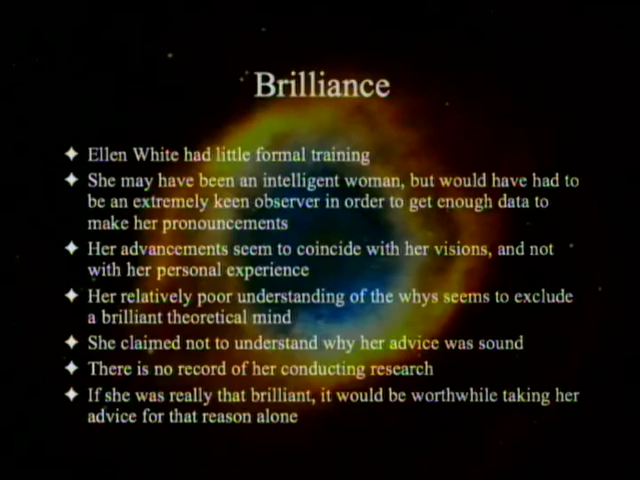 Brilliance
Ellen White had little formal training
She may have been an intelligent woman, but would have had to
be an extremely keen observer in order to get enough data to
make her pronouncements
Her advancements seem to coincide with her visions, and not
with her personal experience
Her relatively poor understanding of the whys seems to exclude
a brilliant theoretical mind
She claimed not to understand why her advice was sound
There is no record of her conducting research
If she was really that brilliant, it would be worthwhile taking her
advice for that reason alone